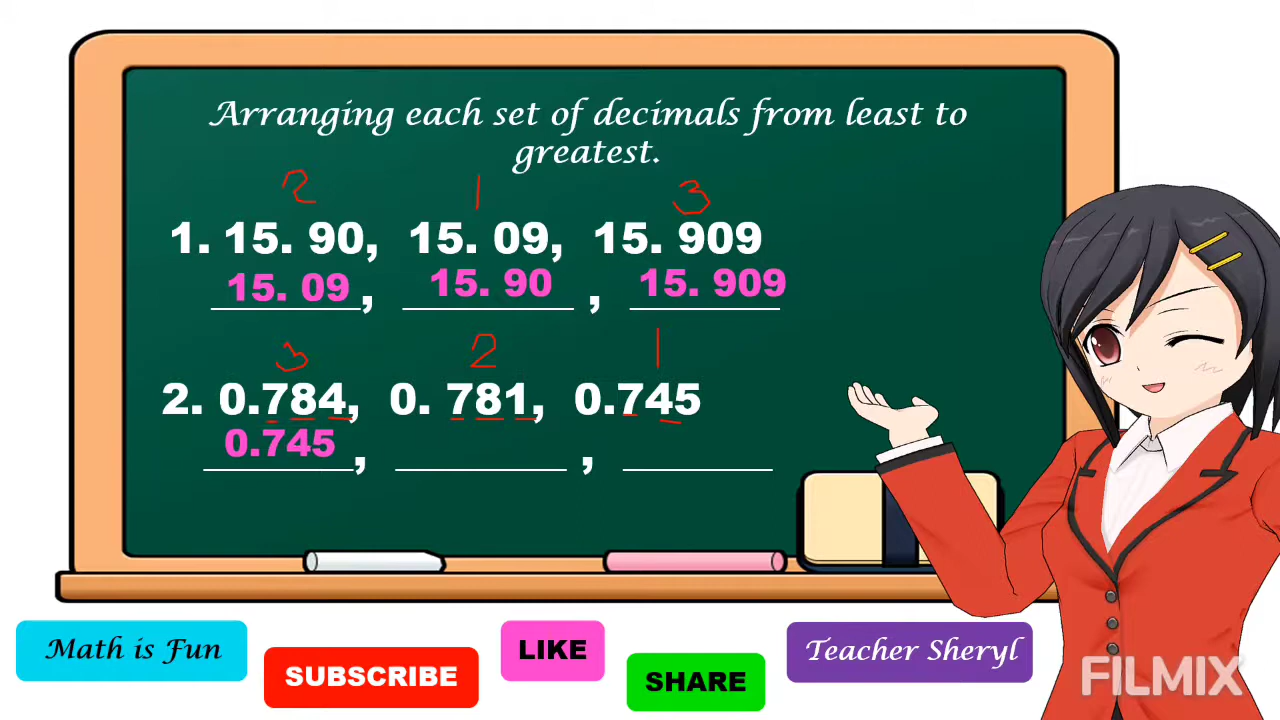 Arranging each set of decimals from least to
greatest.
2 1 3
1. 15. 90, 15. 09, 15. 909
15. 09, 15. 90, 15. 909
3 2 1
2. 0.784, 0. 781, 0.745
0.745, ,
Math is Fun
SUBSCRIBE
LIKE
SHARE
Teacher Sheryl
FILMIX